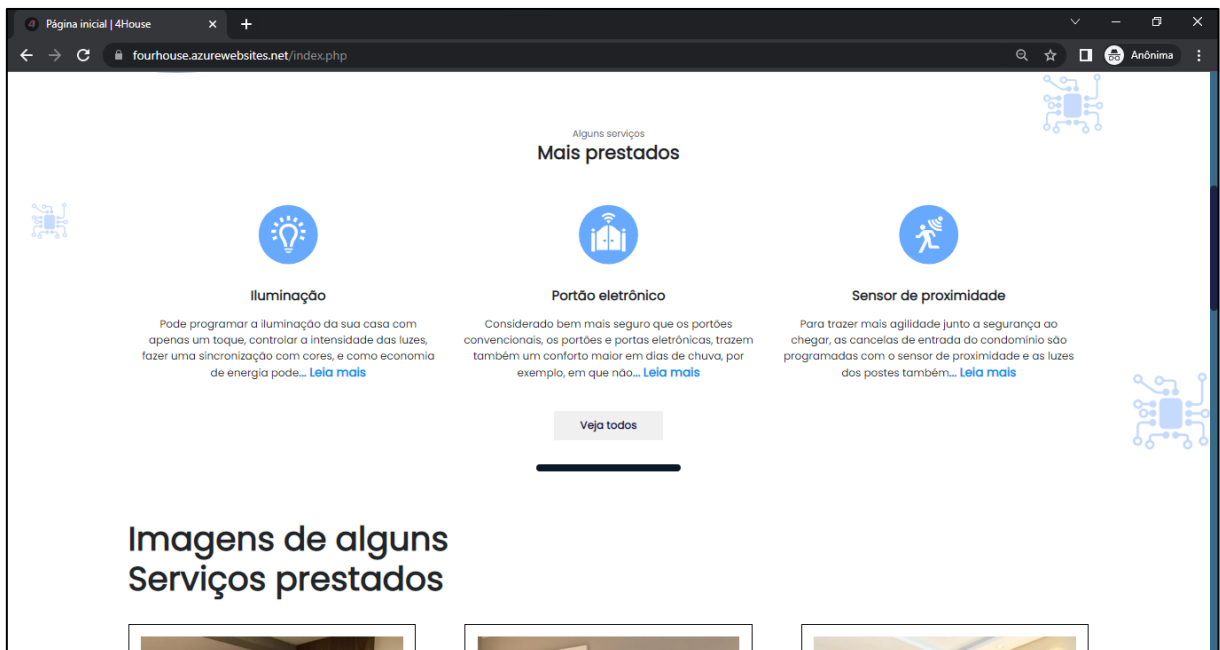 Página inicial | 4House
fourhouse.azurewebsites.net/index.php
Anônima
Alguns serviços
Mais prestados
Iluminação
Pode programar a iluminação da sua casa com
apenas um toque, controlar a intensidade das luzes,
fazer uma sincronização com cores, e como economia
de energia pode... Leia mais
Portão eletrônico
Considerado bem mais seguro que os portões
convencionais, os portões e portas eletrônicas, trazem
também um conforto maior em dias de chuva, por
exemplo, em que não... Leia mais
Sensor de proximidade
Para trazer mais agilidade junto a segurança ao
chegar, as cancelas de entrada do condomínio são
programadas com o sensor de proximidade e as luzes
dos postes também... Leia mais
Veja todos
Imagens de alguns
Serviços prestados